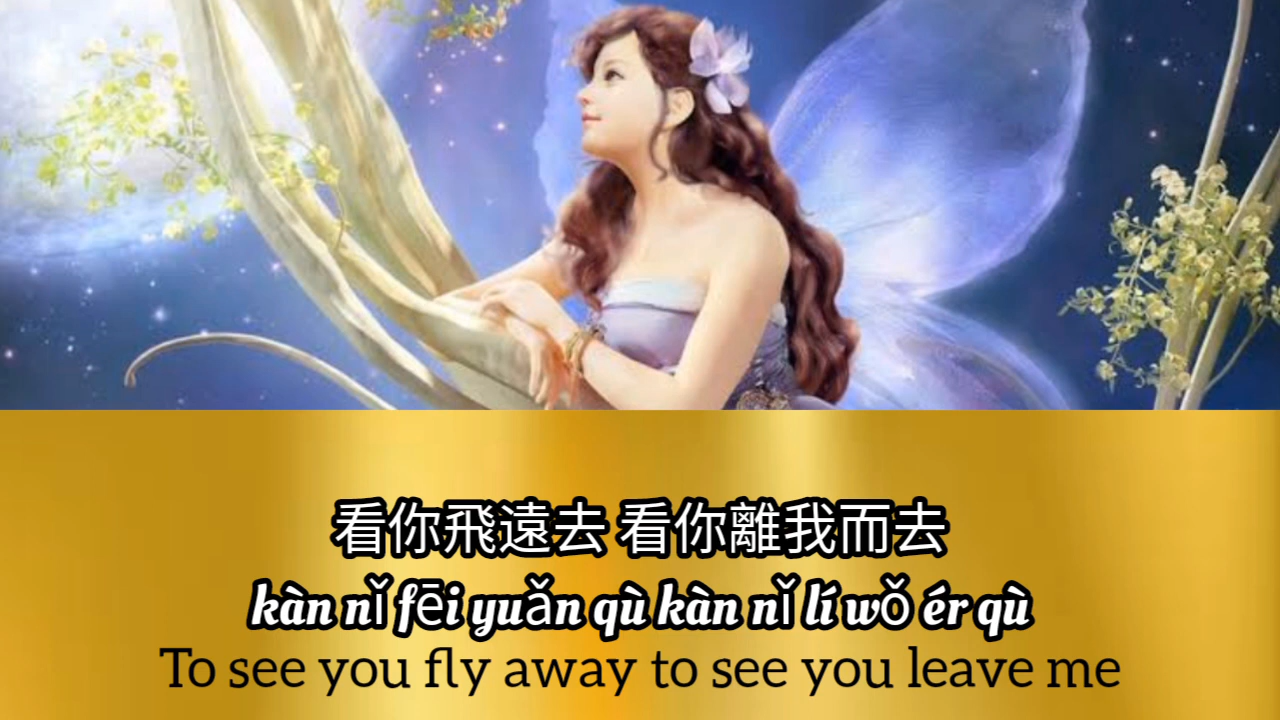 看你飛遠去 看你離我而去
kàn nǐ fēi yuǎn qù kàn nǐ lí wǒ ér qù
To see you fly away to see you leave me